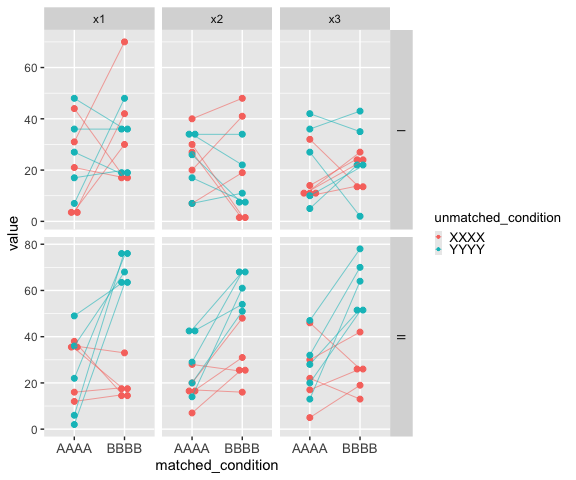 x1 x2 x3
60
40
20
0
I
value
80
60
40
20
0
II
AAAA BBBB AAAA BBBB AAAA BBBB
matched_condition
unmatched_condition
XXXX
YYYY